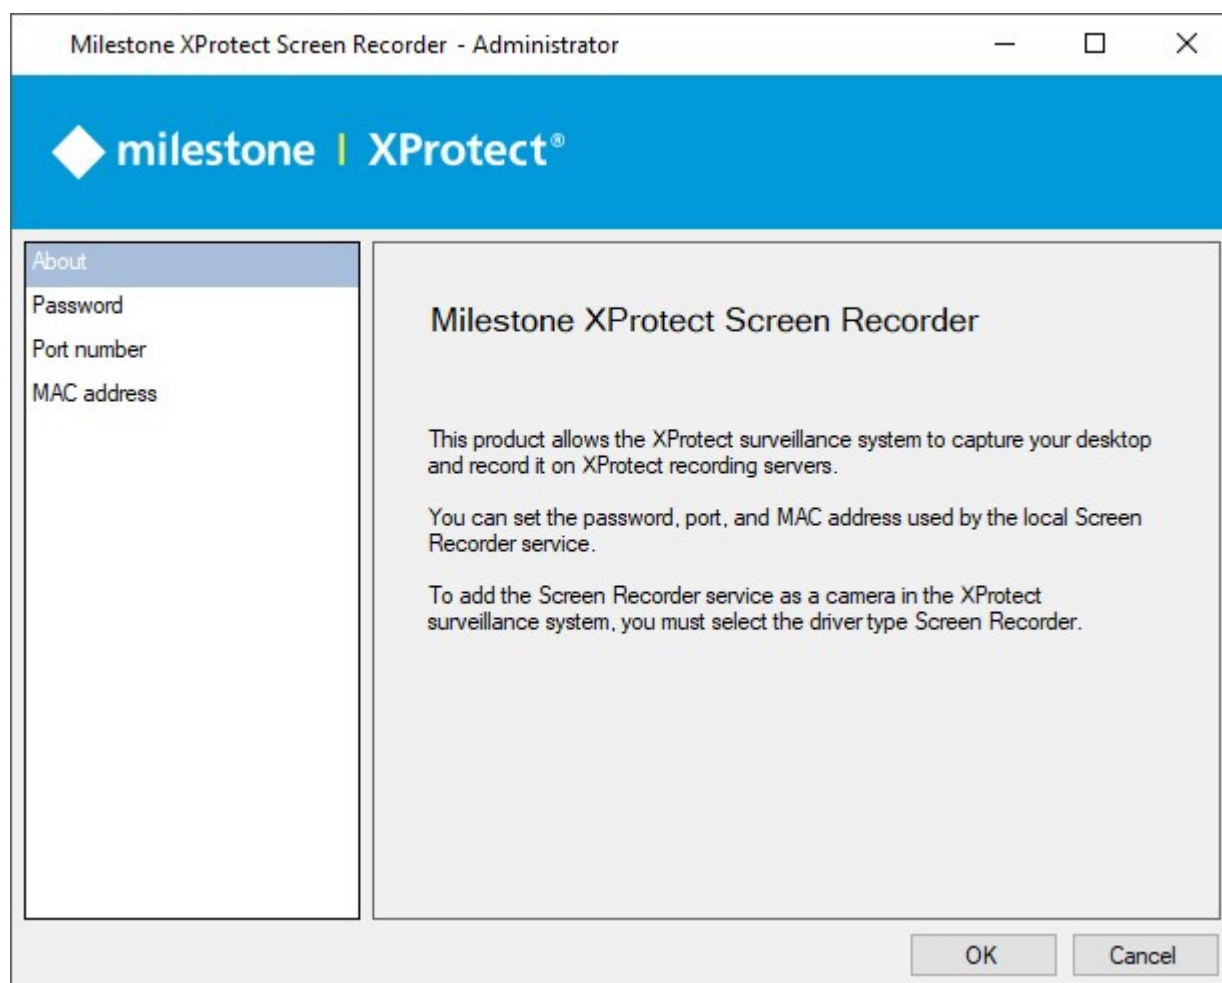 Milestone XProtect Screen Recorder - Administrator
milestone | XProtect®
About
Password
Port number
MAC address
Milestone XProtect Screen Recorder
This product allows the XProtect surveillance system to capture your desktop
and record it on XProtect recording servers.
You can set the password, port, and MAC address used by the local Screen
Recorder service.
To add the Screen Recorder service as a camera in the XProtect
surveillance system, you must select the driver type Screen Recorder.
OK
Cancel